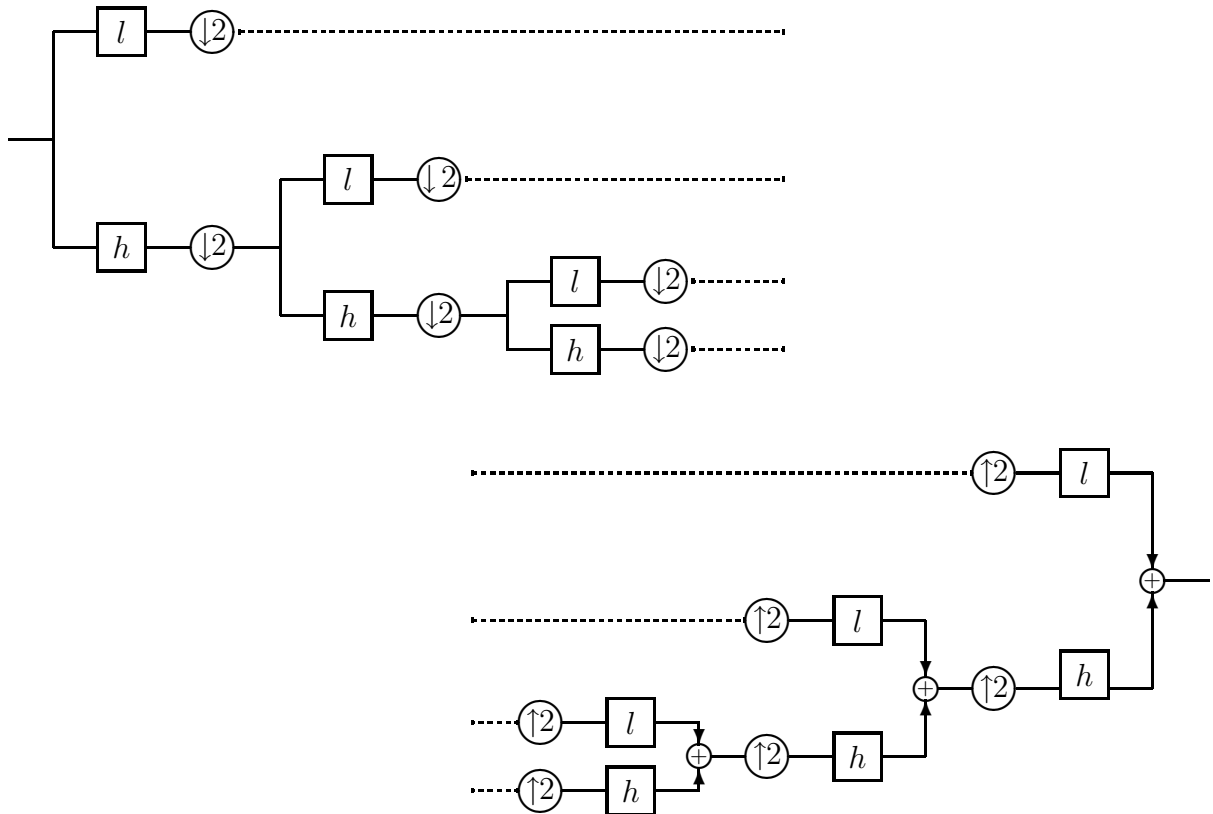 l ↓2
l ↓2
h ↓2
l ↓2
h ↓2
h ↓2
↑2 l
+
↑2 l
h
+ ↑2
↑2 l
+ ↑2 h
↑2 h